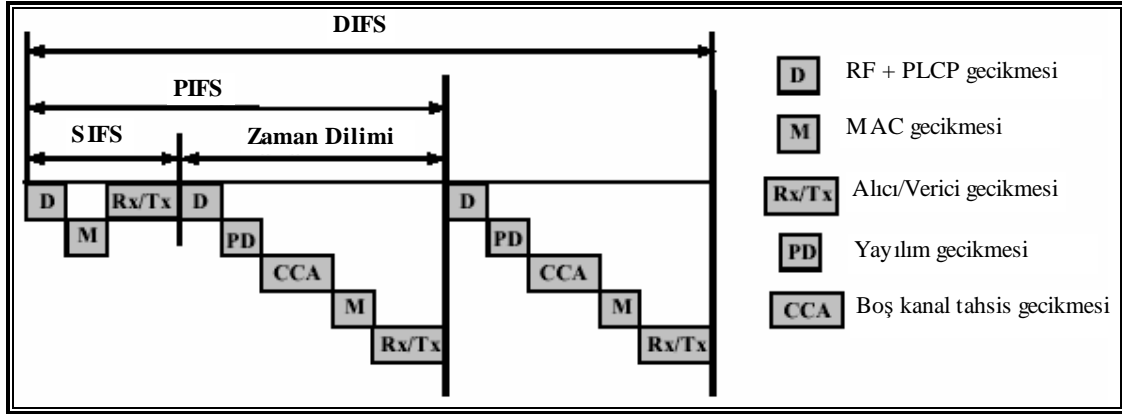 DIFS
PIFS
SIFS
Zaman Dilimi
D
M
Rx/Tx
D
PD
CCA
M
Rx/Tx
D
PD
CCA
M
Rx/Tx
D RF + PLCP gecikmesi
M MAC gecikmesi
Rx/Tx Alıcı/Verici gecikmesi
PD Yayılım gecikmesi
CCA Boş kanal tahsis gecikmesi